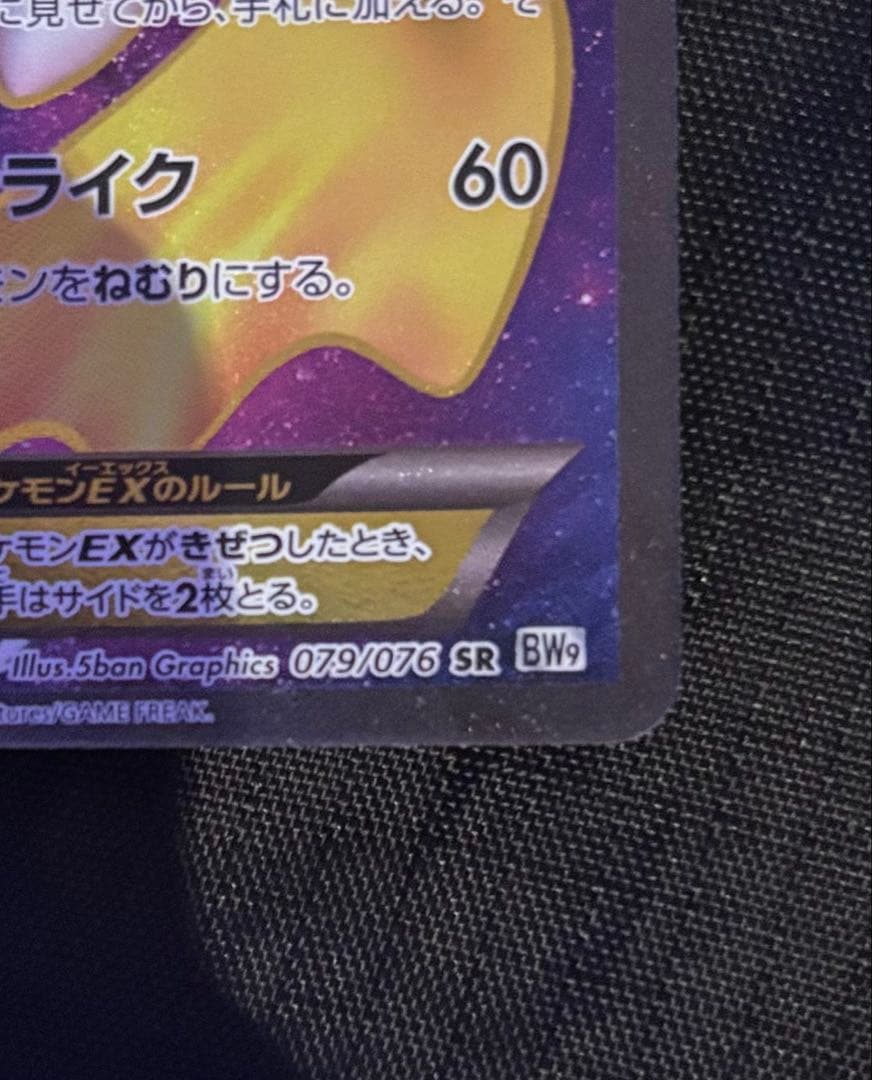 に見せてから、手札に加える。そ
ライク 60
モンをねむりにする。
イーエックス
ケモンEXのルール
ケモンEXがきぜつしたとき、
まい
手はサイドを2枚とる。
Illus.5ban Graphics 079/076 SR BW9
tures/GAME FREAK.